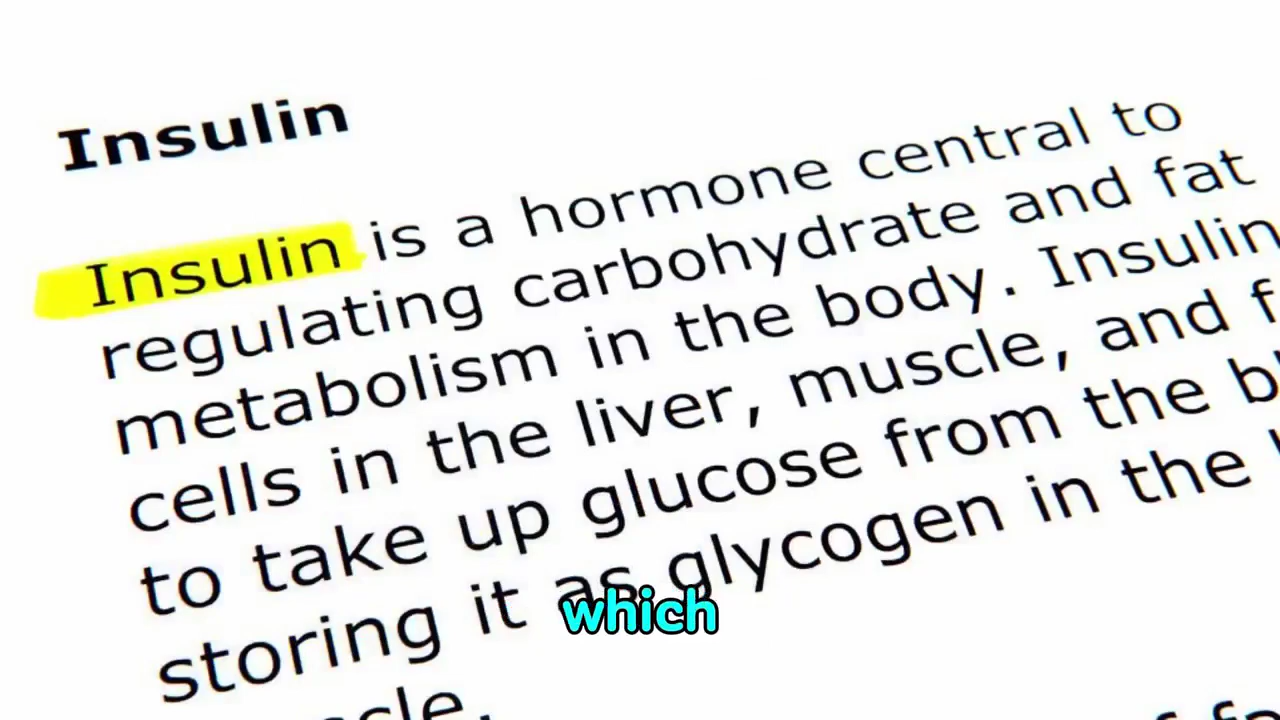 Insulin
Insulin is a hormone central to
regulating carbohydrate and fat
metabolism in the body. Insulin
cells in the liver, muscle, and f
to take up glucose from the bl
storing it as glycogen in the
which